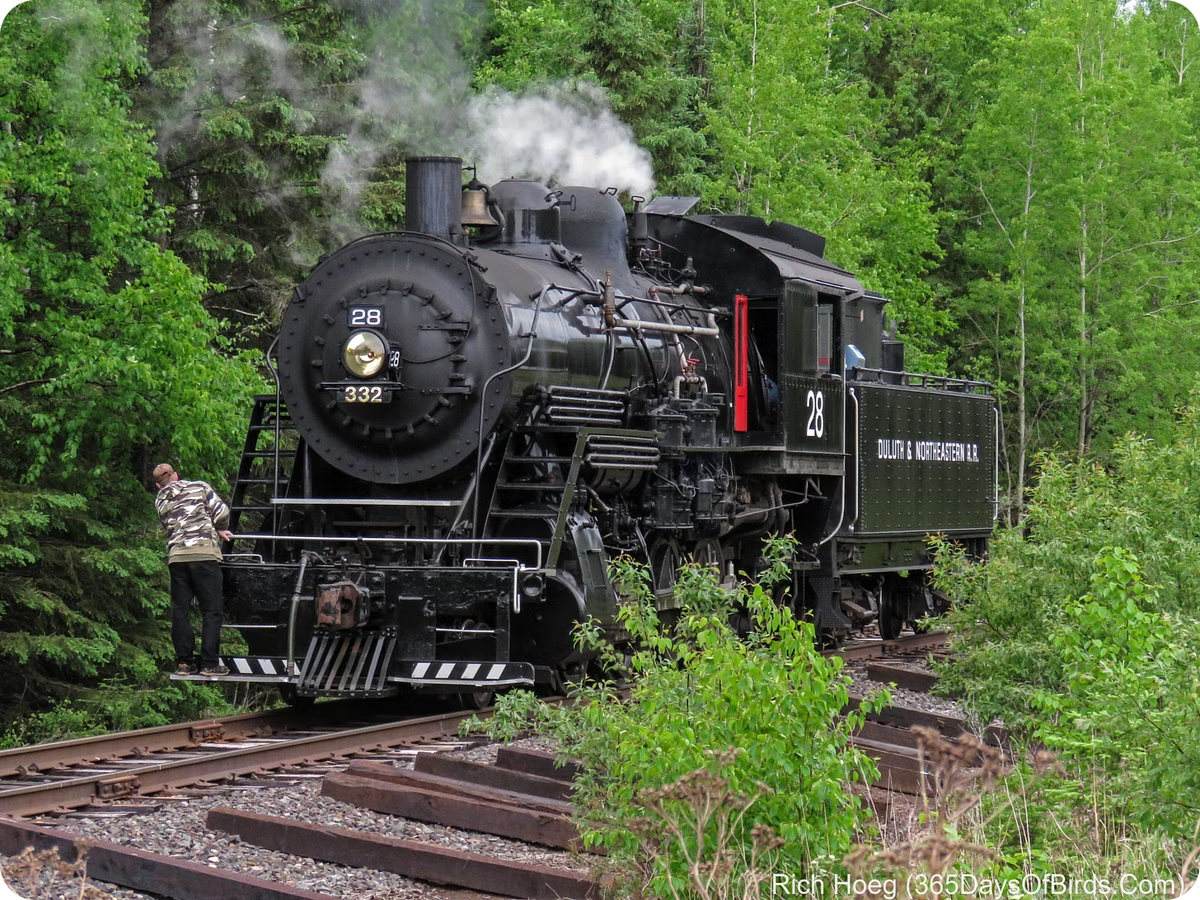 28
28
332
28
DULUTH & NORTHEASTERN R.R.
Rich Hoeg (365DaysOfBirds.Com)